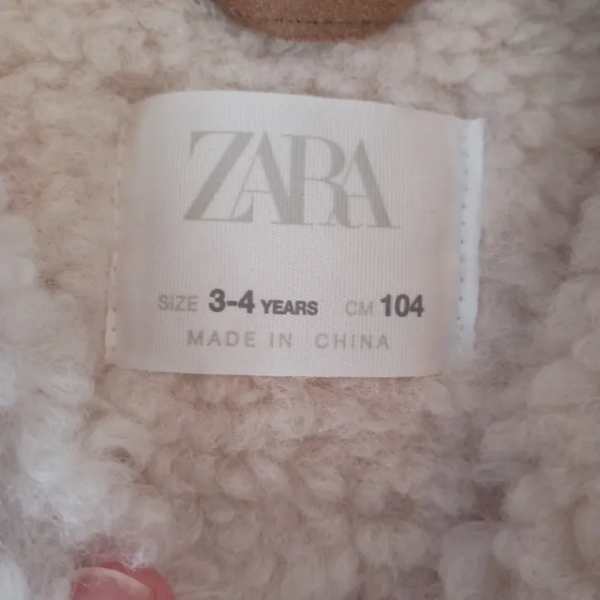 ZARA
SIZE 3-4 YEARS CM 104
MADE IN CHINA